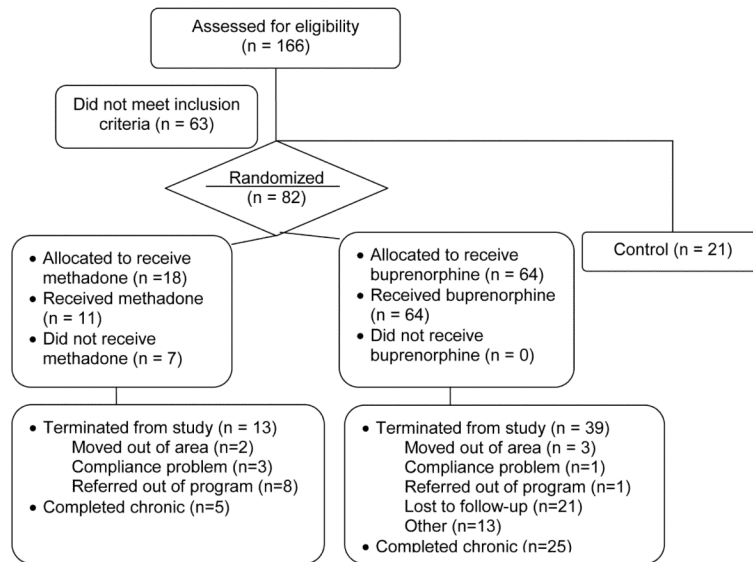 Assessed for eligibility
(n = 166)
Did not meet inclusion
criteria (n = 63)
Randomized
(n = 82)
Control (n = 21)
• Allocated to receive
methadone (n =18)
• Received methadone
(n = 11)
• Did not receive
methadone (n = 7)
• Allocated to receive
buprenorphine (n = 64)
• Received buprenorphine
(n = 64)
• Did not receive
buprenorphine (n = 0)
• Terminated from study (n = 13)
Moved out of area (n=2)
Compliance problem (n=3)
Referred out of program (n=8)
• Completed chronic (n=5)
• Terminated from study (n = 39)
Moved out of area (n = 3)
Compliance problem (n=1)
Referred out of program (n=1)
Lost to follow-up (n=21)
Other (n=13)
• Completed chronic (n=25)